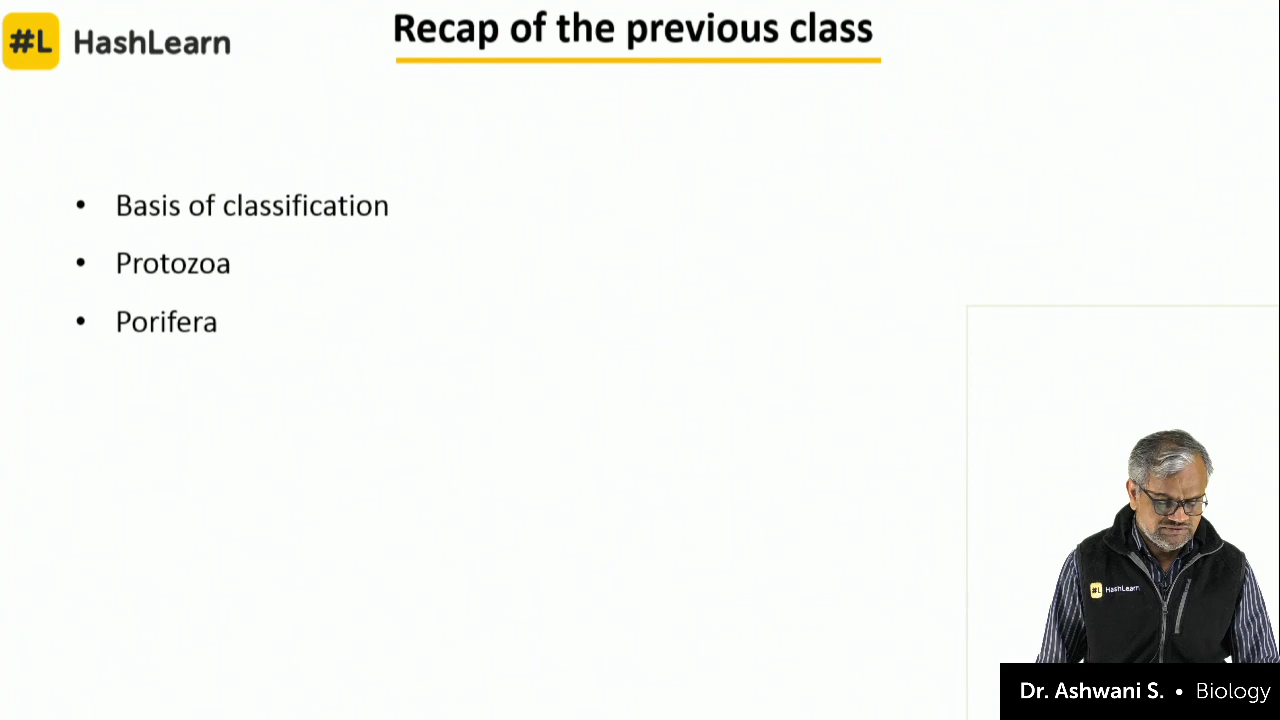 #L HashLearn
Recap of the previous class
• Basis of classification
• Protozoa
• Porifera
#L HashLearn
Dr. Ashwani S. • Biology